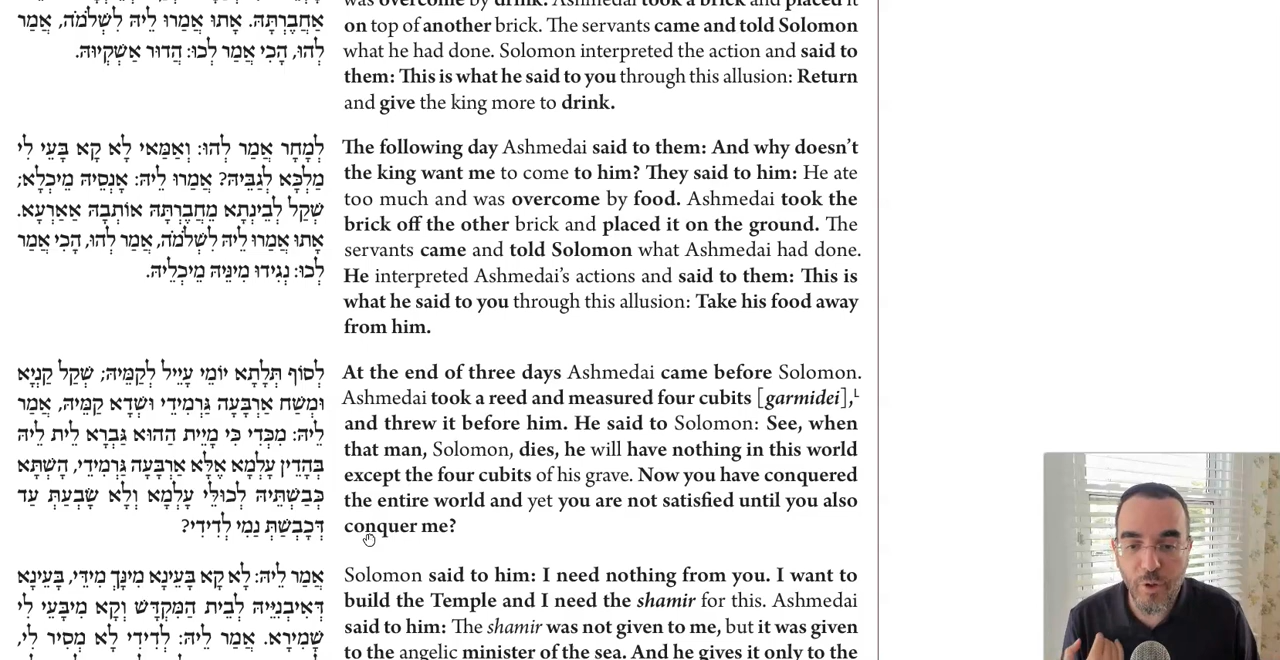 אַחֲבֶרְתַּהּ. אֲתוֹ אֲמַרוּ לֵיהּ לִשְׁלֹמֹה, אֲמַר
לְהוּ, הָכִי אֲמַר לְכוּ: הֲדוּר אַשְׁקְיוּהּ.
was overcome by drink. Ashmedai took a brick and placed it
on top of another brick. The servants came and told Solomon
what he had done. Solomon interpreted the action and said to
them: This is what he said to you through this allusion: Return
and give the king more to drink.
לְמָחָר אֲמַר לְהוּ: וְאַמַּאי לָא קָא בָּעֵי לִי
מַלְכָּא לְגַבֵּיהּ? אֲמַרוּ לֵיהּ: אַנְסֵיהּ מֵיכְלָא;
שְׁקַל לְבֵינְתָא מֵחֲבֶרְתַּהּ אוֹתְבַהּ אַאַרְעָא.
אֲתוֹ אֲמַרוּ לֵיהּ לִשְׁלֹמֹה, אֲמַר לְהוּ, הָכִי אֲמַר
לְכוּ: נְגִידוּ מִינֵּיהּ מֵיכְלֵיהּ.
The following day Ashmedai said to them: And why doesn't
the king want me to come to him? They said to him: He ate
too much and was overcome by food. Ashmedai took the
brick off the other brick and placed it on the ground. The
servants came and told Solomon what Ashmedai had done.
He interpreted Ashmedai's actions and said to them: This is
what he said to you through this allusion: Take his food away
from him.
לְסוֹף תְּלָתָא יוֹמֵי עֲיֵיל לְקַמֵּיהּ; שְׁקַל קַנְיָא
וּמְשַׁח אַרְבָּעָה גַּרְמִידֵי וּשְׁדָא קַמֵּיהּ, אֲמַר
לֵיהּ: מִכְּדֵי כִּי מָיֵית הַהוּא גַּבְרָא לֵית לֵיהּ
בְּהָדֵין עָלְמָא אֶלָּא אַרְבָּעָה גַּרְמִידֵי, הָשְׁתָּא
כְּבַשְׁתֵּיהּ לְכוּלֵּי עָלְמָא וְלָא שָׂבְעַתְּ עַד
דְּכָבְשַׁתְּ נָמֵי לְדִידִי?
At the end of three days Ashmedai came before Solomon.
Ashmedai took a reed and measured four cubits [garmidei],L
and threw it before him. He said to Solomon: See, when
that man, Solomon, dies, he will have nothing in this world
except the four cubits of his grave. Now you have conquered
the entire world and yet you are not satisfied until you also
conquer me?
אֲמַר לֵיהּ: לָא קָא בָּעֵינָא מִינָּךְ מִידֵּי, בָּעֵינָא
דְּאִיבְנְיֵיהּ לְבֵית הַמִּקְדָּשׁ וְקָא מִיבְּעֵי לִי
שָׁמִירָא. אֲמַר לֵיהּ: לְדִידִי לָא מְסִיר לִי,
Solomon said to him: I need nothing from you. I want to
build the Temple and I need the shamir for this. Ashmedai
said to him: The shamir was not given to me, but it was given
to the angelic minister of the sea. And he gives it only to the